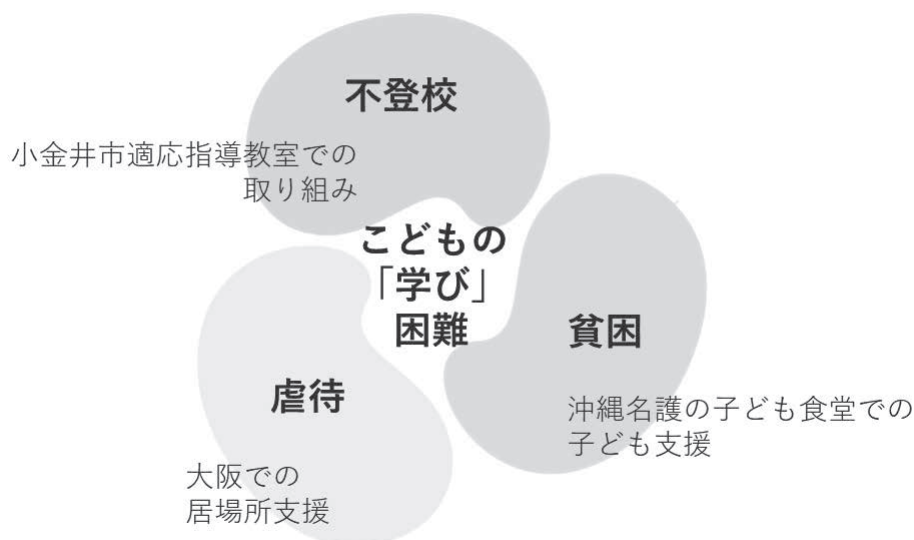 不登校
小金井市適応指導教室での
取り組み
こどもの
「学び」
困難
貧困
沖縄名護の子ども食堂での
子ども支援
虐待
大阪での
居場所支援